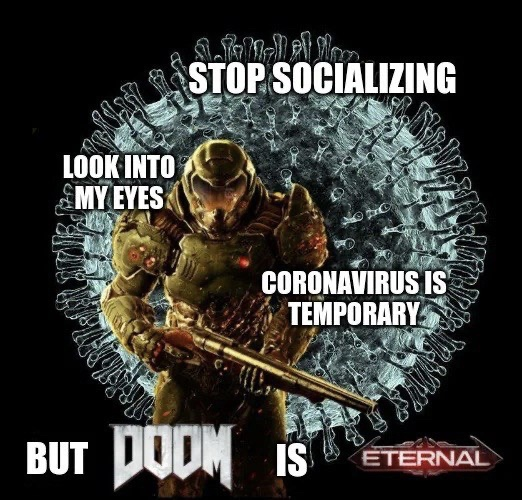 STOP SOCIALIZING
LOOK INTO
MY EYES
CORONAVIRUS IS
TEMPORARY
BUT DOOM IS ETERNAL